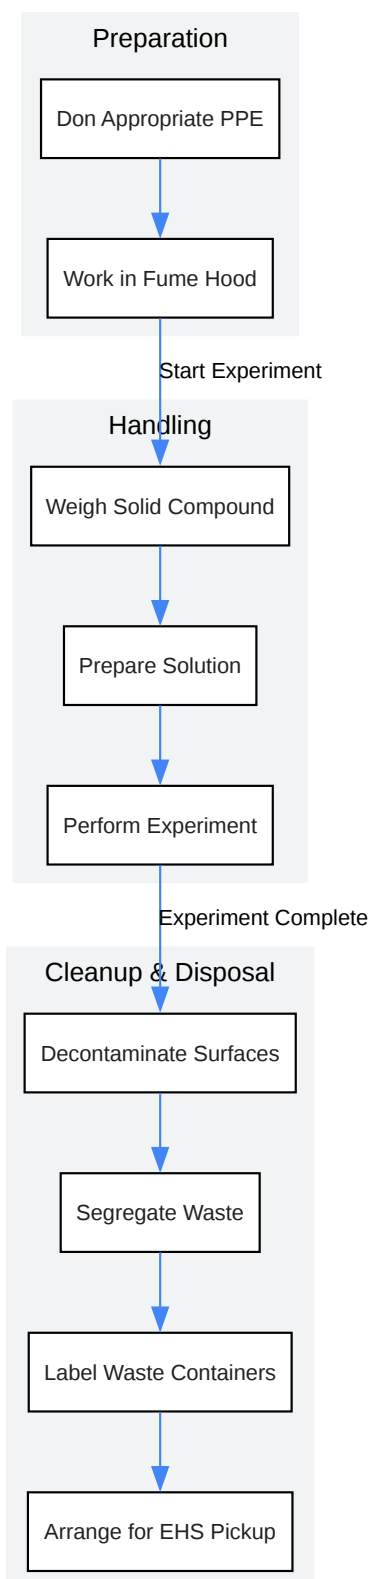 Preparation
Don Appropriate PPE
Work in Fume Hood
Start Experiment
Handling
Weigh Solid Compound
Prepare Solution
Perform Experiment
Experiment Complete
Cleanup & Disposal
Decontaminate Surfaces
Segregate Waste
Label Waste Containers
Arrange for EHS Pickup